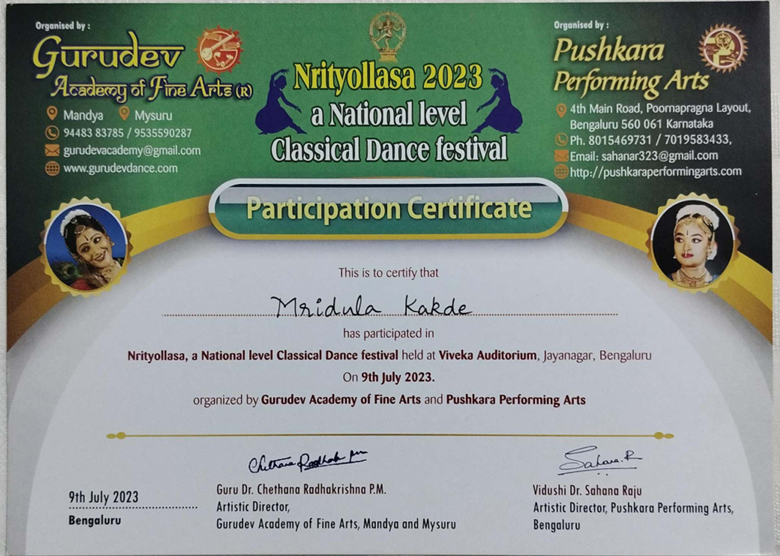 Organised by :
Gurudev
Academy of Fine Arts (R)
Mandya Mysuru
94483 83785 / 9535590287
gurudevacademy@gmail.com
www.gurudevdance.com
Nrityollasa 2023
a National level
Classical Dance festival
Organised by :
Pushkara
Performing Arts
4th Main Road, Poornapragna Layout,
Bengaluru 560 061 Karnataka
Ph. 8015469731 / 7019583433,
Email: sahanar323@gmail.com
http://pushkaraperformingarts.com
Participation Certificate
This is to certify that
Mridula Kakde
has participated in
Nrityollasa, a National level Classical Dance festival held at Viveka Auditorium, Jayanagar, Bengaluru
On 9th July 2023.
organized by Gurudev Academy of Fine Arts and Pushkara Performing Arts
9th July 2023
Bengaluru
Chethana Radhakrishna
Guru Dr. Chethana Radhakrishna P.M.
Artistic Director,
Gurudev Academy of Fine Arts, Mandya and Mysuru
Sahana.R
Vidushi Dr. Sahana Raju
Artistic Director, Pushkara Performing Arts,
Bengaluru